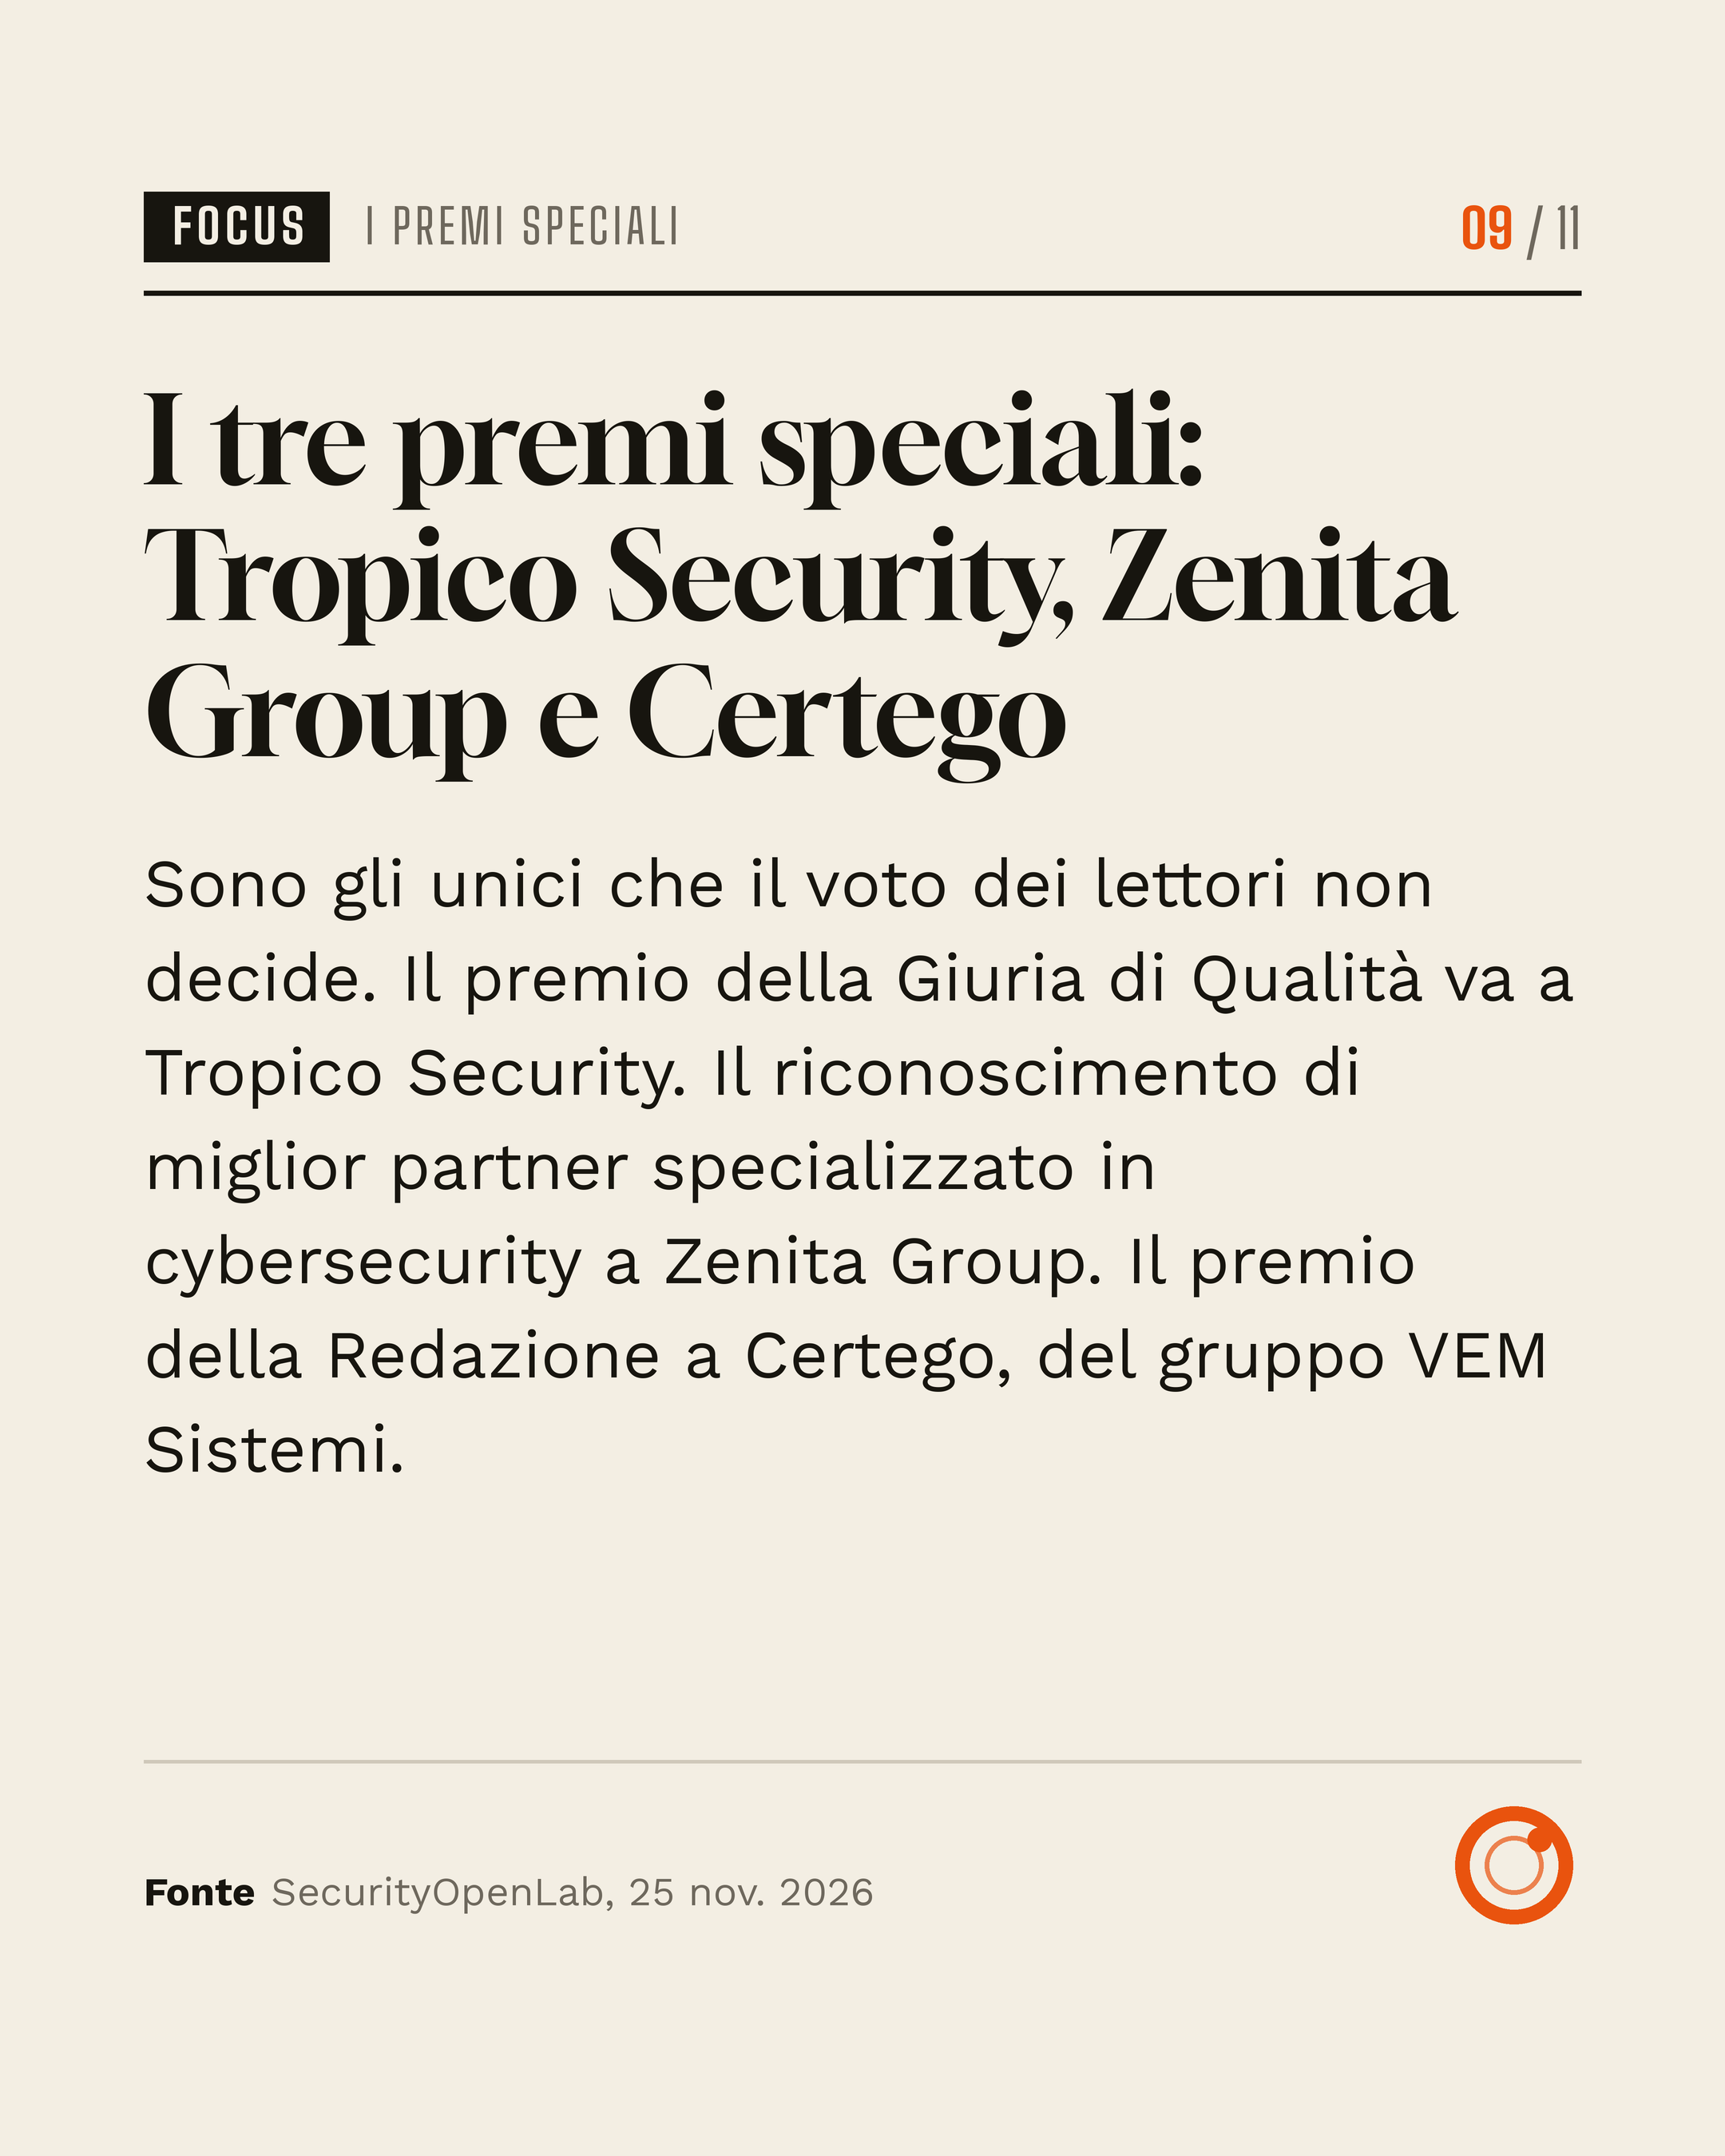 FOCUS I PREMI SPECIALI 09 / 11
I tre premi speciali:
Tropico Security, Zenita
Group e Certego
Sono gli unici che il voto dei lettori non
decide. Il premio della Giuria di Qualità va a
Tropico Security. Il riconoscimento di
miglior partner specializzato in
cybersecurity a Zenita Group. Il premio
della Redazione a Certego, del gruppo VEM
Sistemi.
Fonte SecurityOpenLab, 25 nov. 2026